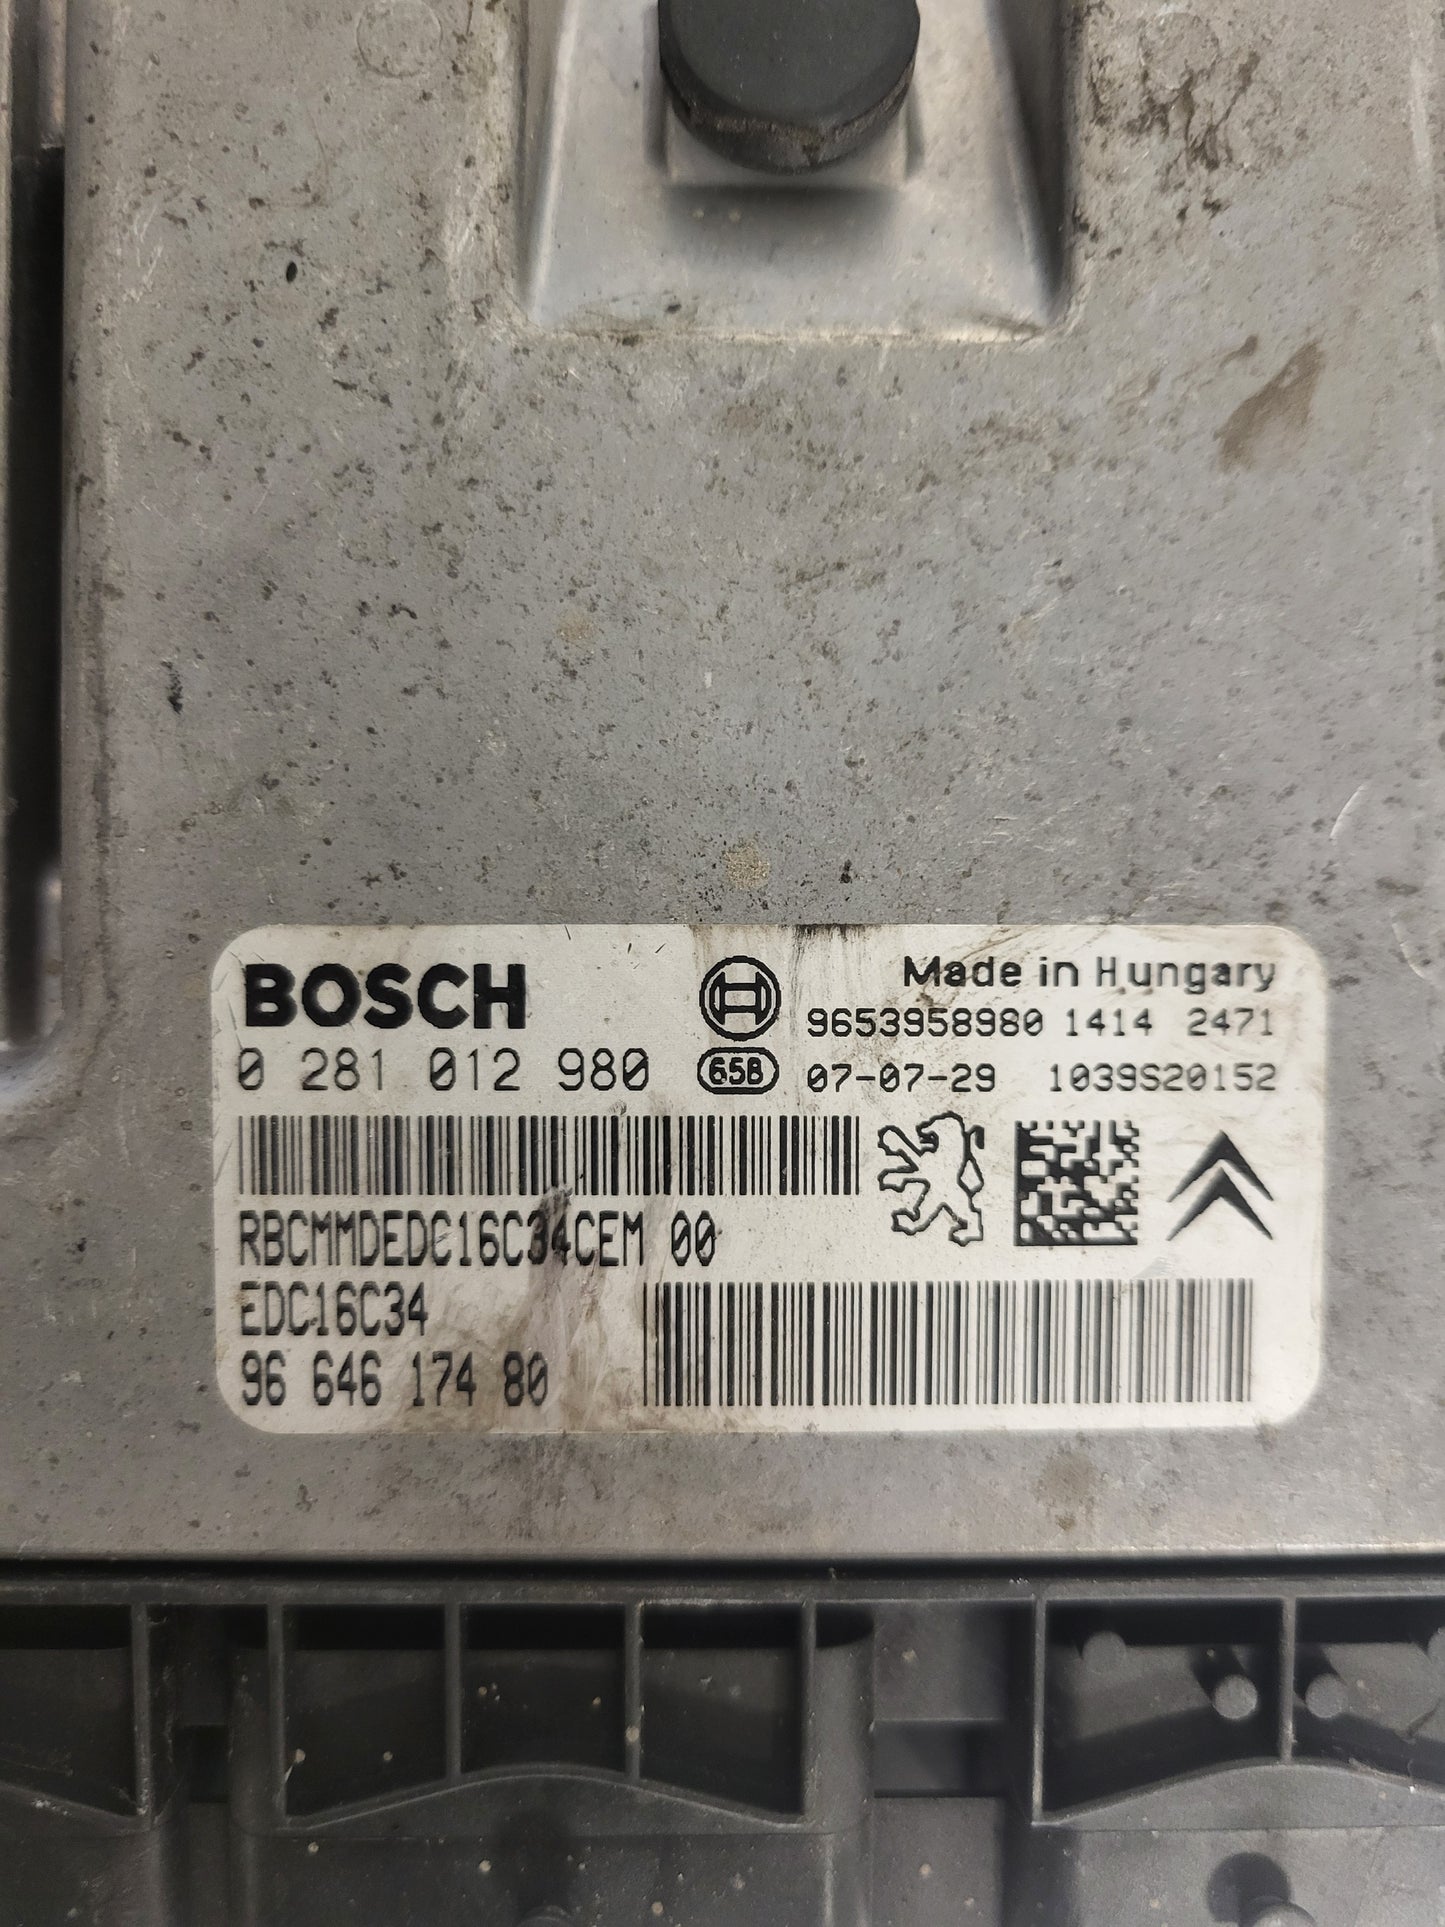 BOSCH
Made in Hungary
9653958980 1414 2471
0 281 012 980
65B
07-07-29 1039S20152
RBCMMDEDC16C34CEM 00
EDC16C34
96 646 174 80